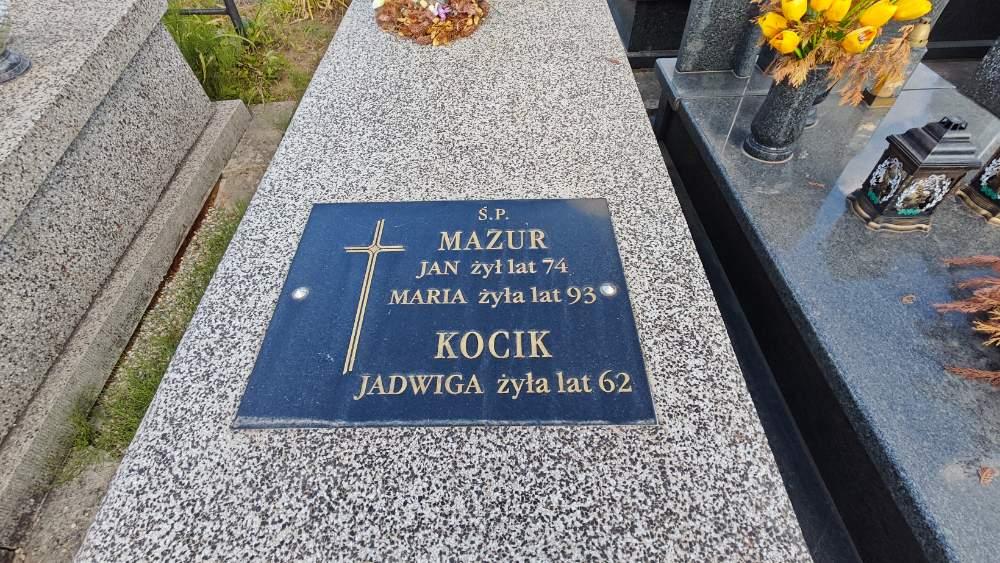 Ś.P.
MAZUR
JAN żył lat 74
MARIA żyła lat 93
KOCIK
JADWIGA żyła lat 62